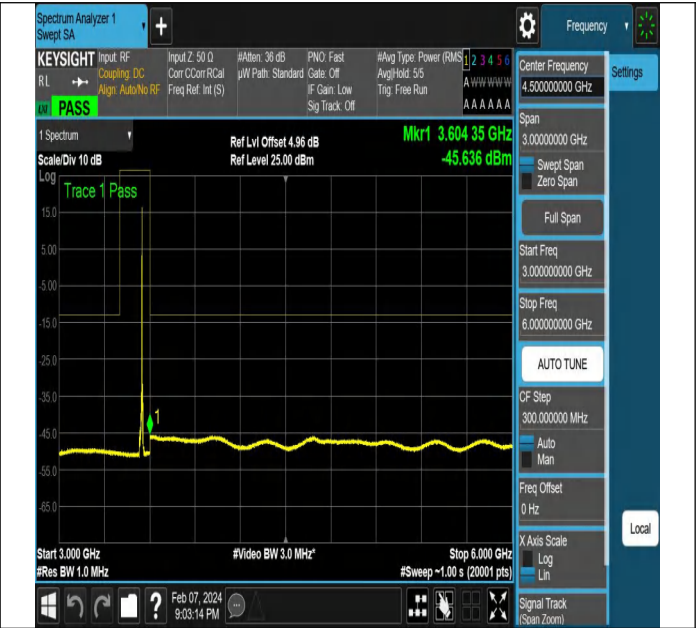 Spectrum Analyzer 1
Swept SA
+
Frequency
KEYSIGHT
RL
PASS
Input: RF
Coupling: DC
Align: Auto/No RF
Input Z: 50 Ω
Corr CCorr RCal
Freq Ref: Int (S)
#Atten: 36 dB
µW Path: Standard
PNO: Fast
Gate: Off
IF Gain: Low
Sig Track: Off
#Avg Type: Power (RMS
Avg|Hold: 5/5
Trig: Free Run
1 2 3 4 5 6
A W W W W W
A A A A A A
1 Spectrum
Scale/Div 10 dB
Ref Lvl Offset 4.96 dB
Ref Level 25.00 dBm
Mkr1 3.604 35 GHz
-45.636 dBm
Log
Trace 1 Pass
15.0
5.00
-5.00
-15.0
-25.0
-35.0
-45.0
-55.0
-65.0
1
Start 3.000 GHz
#Res BW 1.0 MHz
#Video BW 3.0 MHz*
Stop 6.000 GHz
#Sweep ~1.00 s (20001 pts)
Feb 07, 2024
9:03:14 PM
Center Frequency
4.500000000 GHz
Span
3.00000000 GHz
Swept Span
Zero Span
Full Span
Start Freq
3.000000000 GHz
Stop Freq
6.000000000 GHz
AUTO TUNE
CF Step
300.000000 MHz
Auto
Man
Freq Offset
0 Hz
X Axis Scale
Log
Lin
Signal Track
(Span Zoom)
Settings
Local